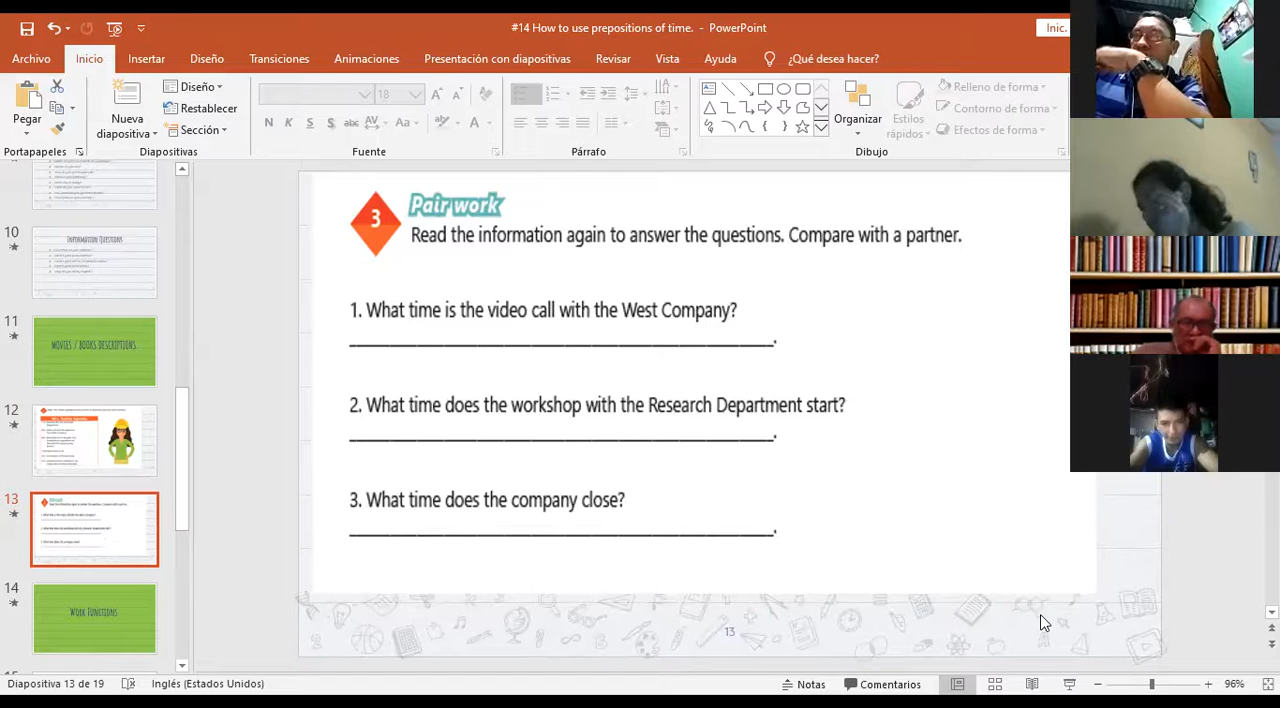 #14 How to use prepositions of time. - PowerPoint
Inic.
Archivo Inicio Insertar Diseño Transiciones Animaciones Presentación con diapositivas Revisar Vista Ayuda ¿Qué desea hacer?
Pegar
Nueva diapositiva
Diseño
Restablecer
Sección
18
N K S S abc AV Aa A
Organizar
Estilos rápidos
Relleno de forma
Contorno de forma
Efectos de forma
Portapapeles Diapositivas Fuente Párrafo Dibujo
10
INFORMATION QUESTIONS
11
MOVIES / BOOKS DESCRIPTIONS
12
13
14
WORK FUNCTIONS
3
Pair work
Read the information again to answer the questions. Compare with a partner.
1. What time is the video call with the West Company?
2. What time does the workshop with the Research Department start?
3. What time does the company close?
13
Diapositiva 13 de 19 Inglés (Estados Unidos) Notas Comentarios 96%